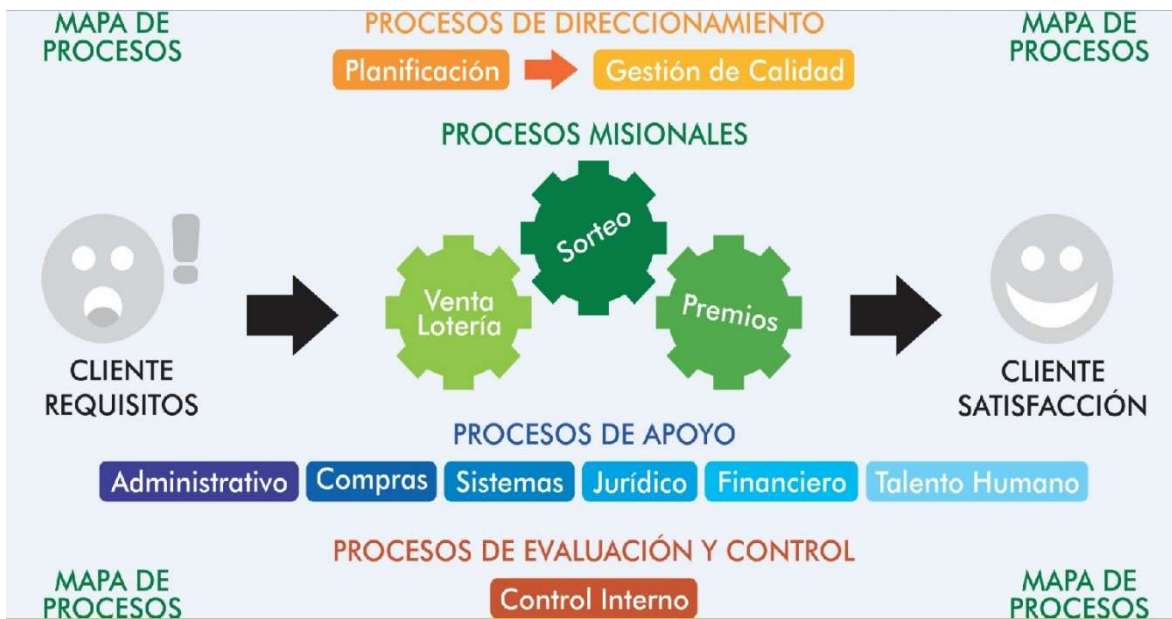 MAPA DE
PROCESOS
PROCESOS DE DIRECCIONAMIENTO
MAPA DE
PROCESOS
Planificación
Gestión de Calidad
PROCESOS MISIONALES
Venta
Lotería
Sorteo
Premios
!
CLIENTE
REQUISITOS
CLIENTE
SATISFACCIÓN
PROCESOS DE APOYO
Administrativo
Compras
Sistemas
Jurídico
Financiero
Talento Humano
PROCESOS DE EVALUACIÓN Y CONTROL
MAPA DE
PROCESOS
Control Interno
MAPA DE
PROCESOS